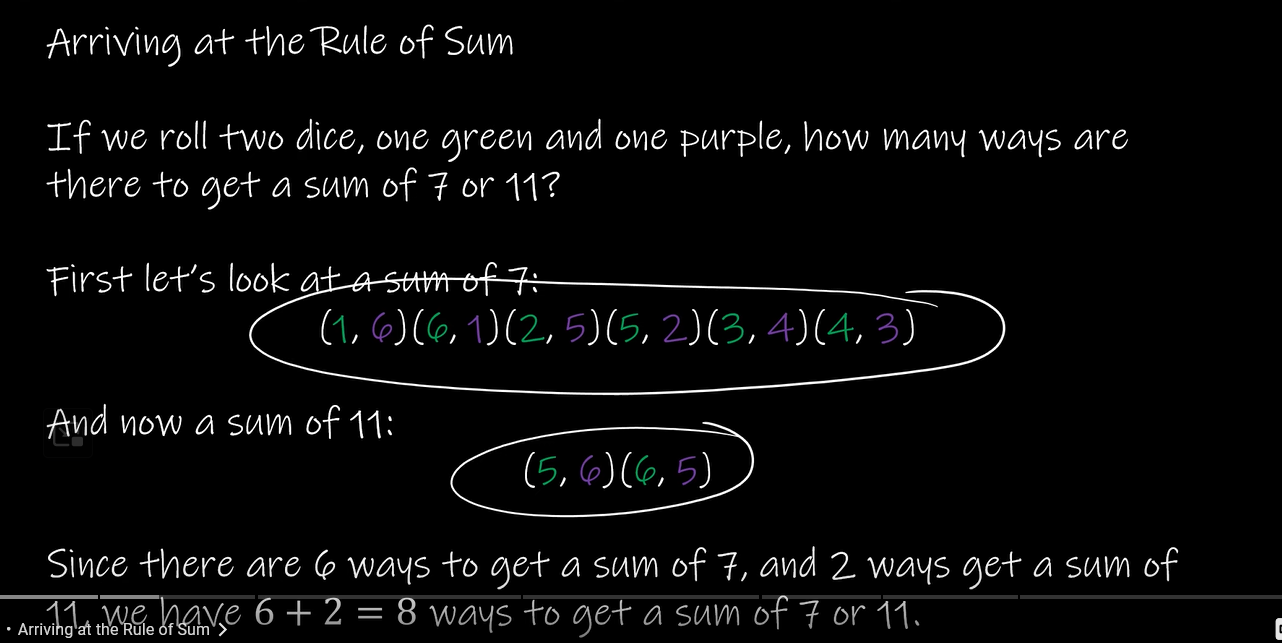 Arriving at the Rule of Sum
If we roll two dice, one green and one purple, how many ways are
there to get a sum of 7 or 11?
First let's look at a sum of 7:
(1, 6)(6, 1)(2, 5)(5, 2)(3, 4)(4, 3)
And now a sum of 11:
(5, 6)(6, 5)
Since there are 6 ways to get a sum of 7, and 2 ways get a sum of
11, we have 6 + 2 = 8 ways to get a sum of 7 or 11.
• Arriving at the Rule of Sum >